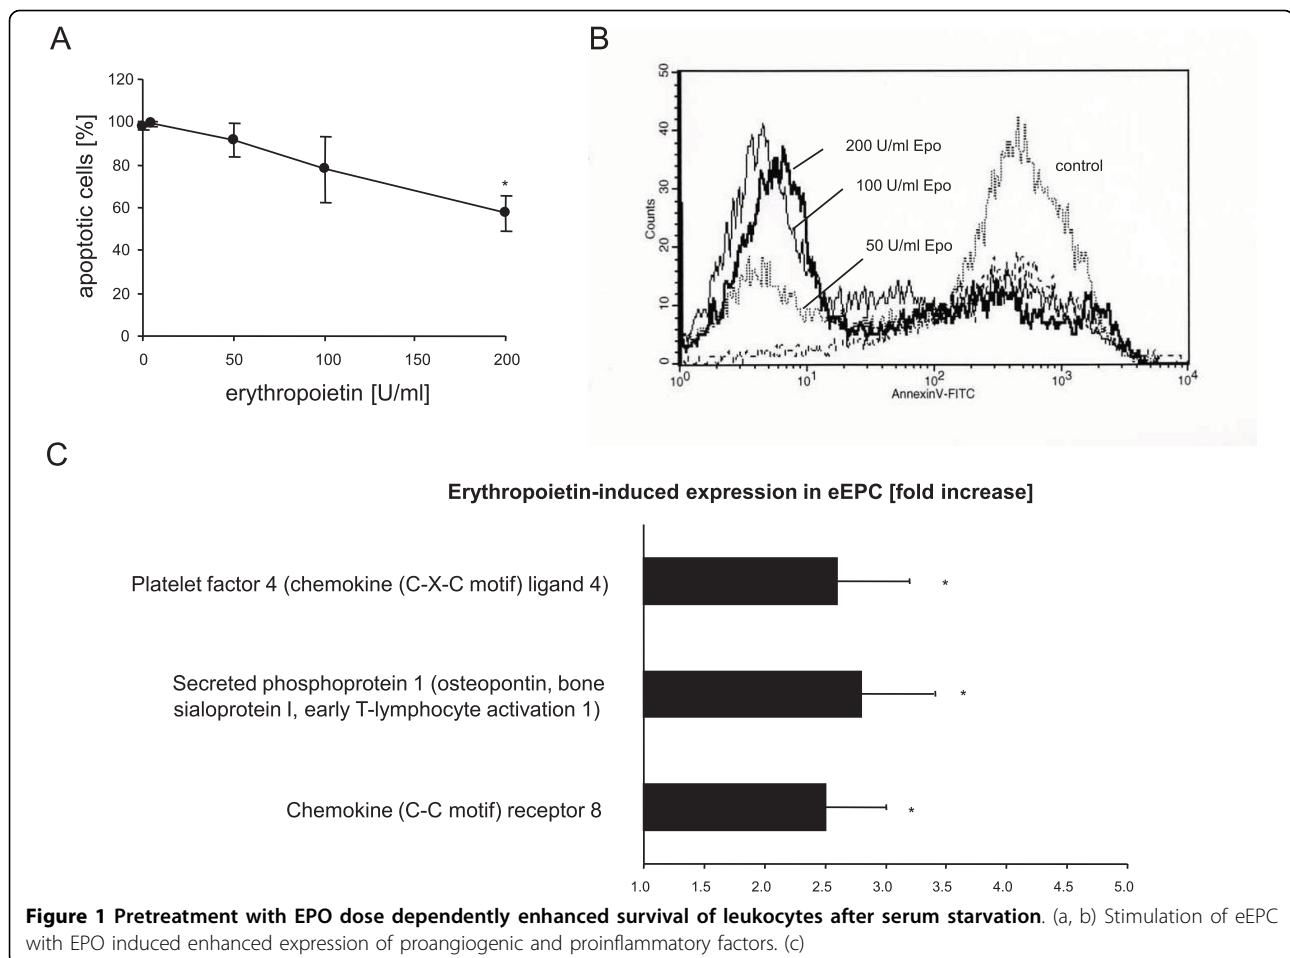 A
120
100
80
60
40
20
0
apoptotic cells [%]
*
0
50
100
150
200
erythropoietin [U/ml]
B
50
40
30
20
10
0
Counts
200 U/ml Epo
100 U/ml Epo
50 U/ml Epo
control
10^0
10^1
10^2
10^3
10^4
AnnexinV-FITC
C
Erythropoietin-induced expression in eEPC [fold increase]
Platelet factor 4 (chemokine (C-X-C motif) ligand 4)
*
Secreted phosphoprotein 1 (osteopontin, bone
sialoprotein I, early T-lymphocyte activation 1)
*
Chemokine (C-C motif) receptor 8
*
1.0 1.5 2.0 2.5 3.0 3.5 4.0 4.5 5.0
Figure 1 Pretreatment with EPO dose dependently enhanced survival of leukocytes after serum starvation. (a, b) Stimulation of eEPC
with EPO induced enhanced expression of proangiogenic and proinflammatory factors. (c)